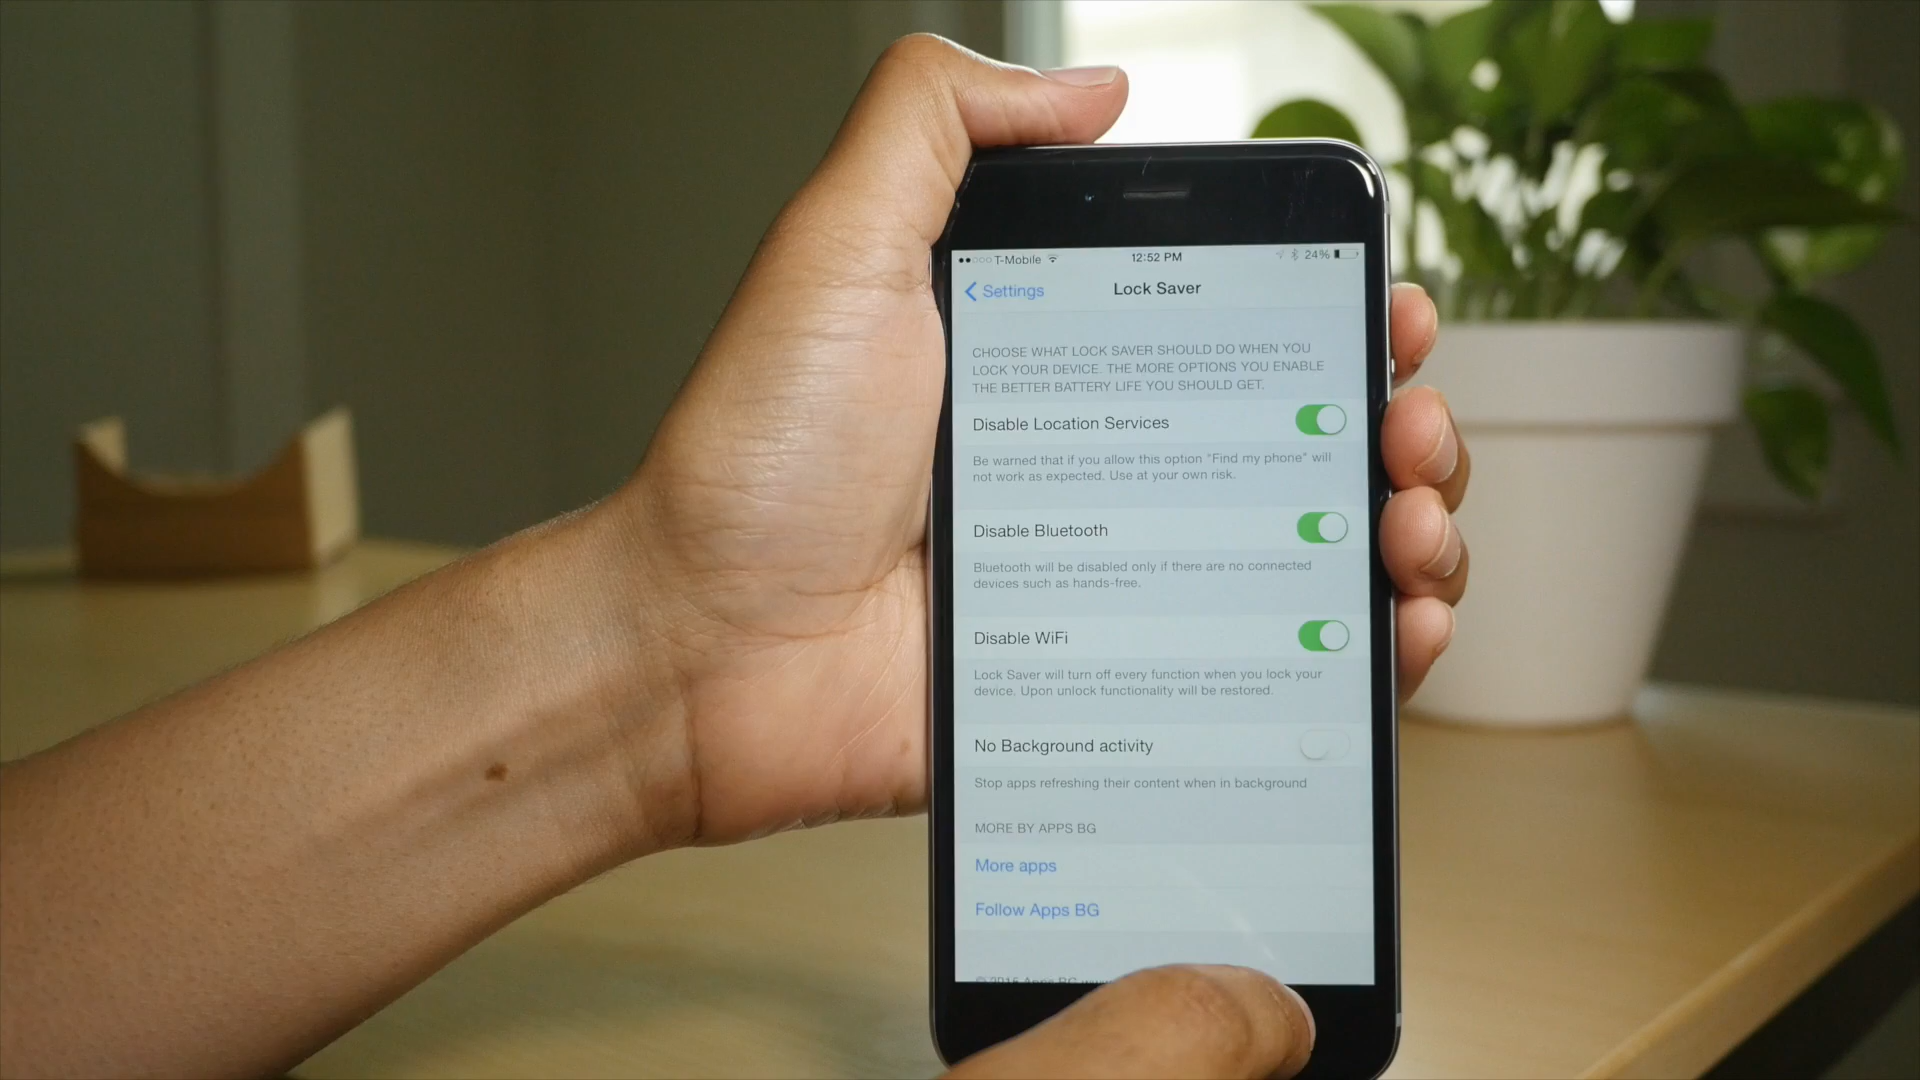 T-Mobile 12:52 PM 24%
Settings Lock Saver
CHOOSE WHAT LOCK SAVER SHOULD DO WHEN YOU
LOCK YOUR DEVICE. THE MORE OPTIONS YOU ENABLE
THE BETTER BATTERY LIFE YOU SHOULD GET.
Disable Location Services
Be warned that if you allow this option "Find my phone" will
not work as expected. Use at your own risk.
Disable Bluetooth
Bluetooth will be disabled only if there are no connected
devices such as hands-free.
Disable WiFi
Lock Saver will turn off every function when you lock your
device. Upon unlock functionality will be restored.
No Background activity
Stop apps refreshing their content when in background
MORE BY APPS BG
More apps
Follow Apps BG
© 2015 Apps BG